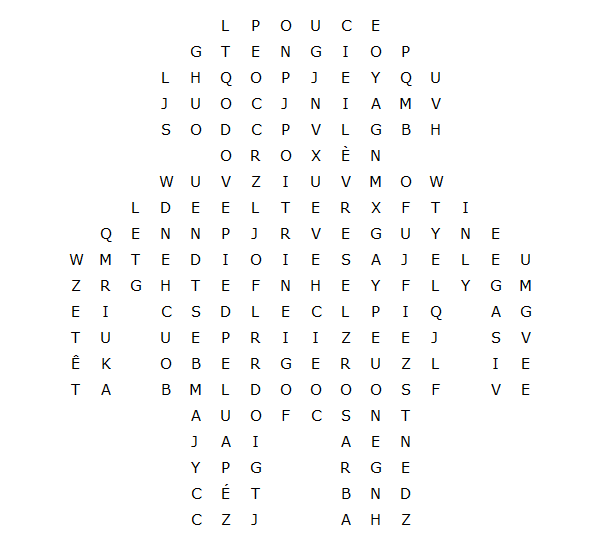 L P O U C E
G T E N G I O P
L H Q O P J E Y Q U
J U O C J N I A M V
S O D C P V L G B H
O R O X È N
W U V Z I U V M O W
L D E E L T E R X F T I
Q E N N P J R V E G U Y N E
W M T E D I O I E S A J E L E U
Z R G H T E F N H E Y F L Y G M
E I C S D L E C L P I Q A G
T U U E P R I I Z E E J S V
Ê K O B E R G E R U Z L I E
T A B M L D O O O O S F V E
A U O F C S N T
J A I A E N
Y P G R G E
C É T B N D
C Z J A H Z